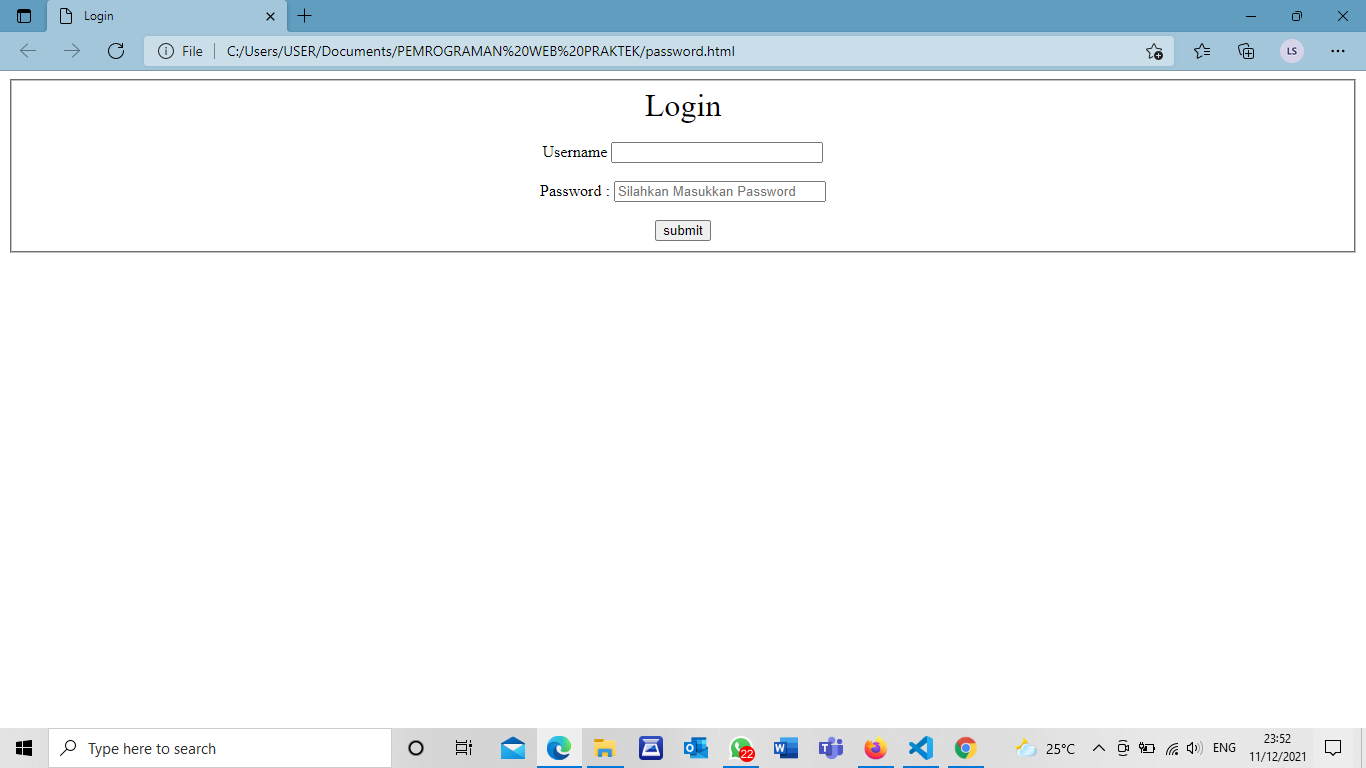 Login
File C:/Users/USER/Documents/PEMROGRAMAN%20WEB%20PRAKTEK/password.html
LS
Login
Username
Password : Silahkan Masukkan Password
submit
Type here to search
22
25°C
ENG
23:52
11/12/2021